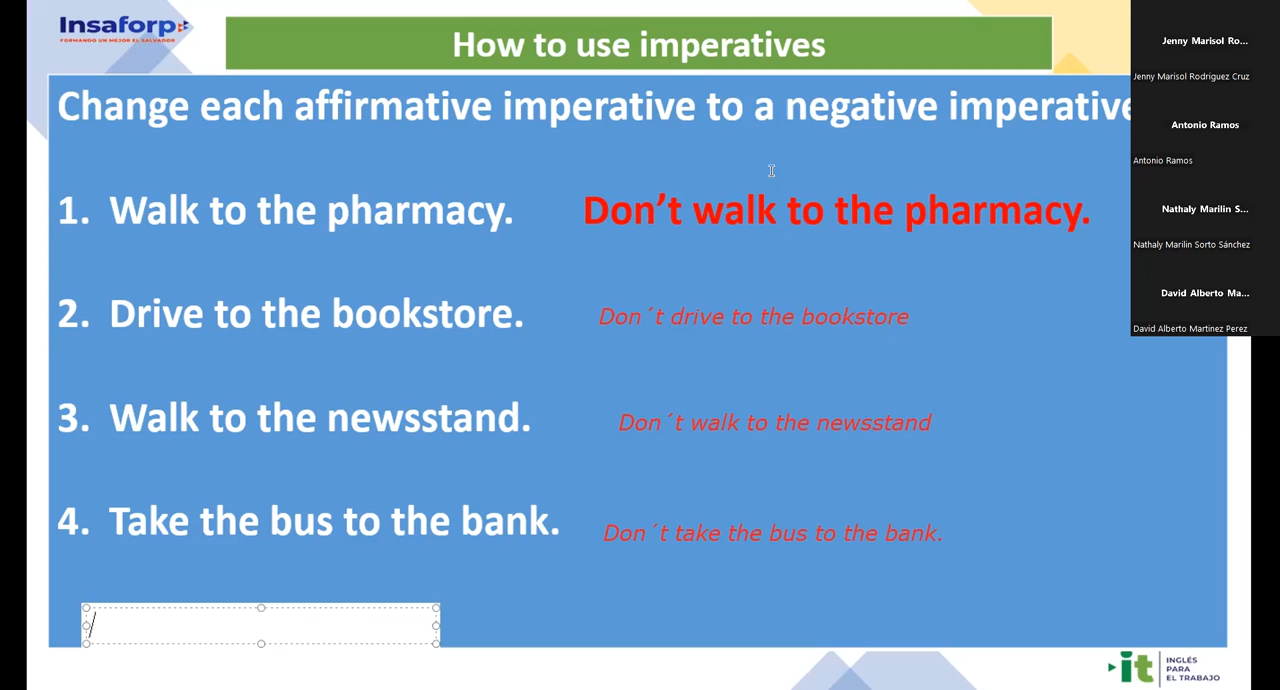 Insaforp
FORMANDO UN MEJOR EL SALVADOR
How to use imperatives
Change each affirmative imperative to a negative imperative
1. Walk to the pharmacy. Don't walk to the pharmacy.
2. Drive to the bookstore. Don´t drive to the bookstore
3. Walk to the newsstand. Don´t walk to the newsstand
4. Take the bus to the bank. Don´t take the bus to the bank.
Jenny Marisol Ro...
Jenny Marisol Rodriguez Cruz
Antonio Ramos
Antonio Ramos
Nathaly Marilin S...
Nathaly Marilin Sorto Sánchez
David Alberto Ma...
David Alberto Martinez Perez
it
INGLÉS
PARA
EL TRABAJO